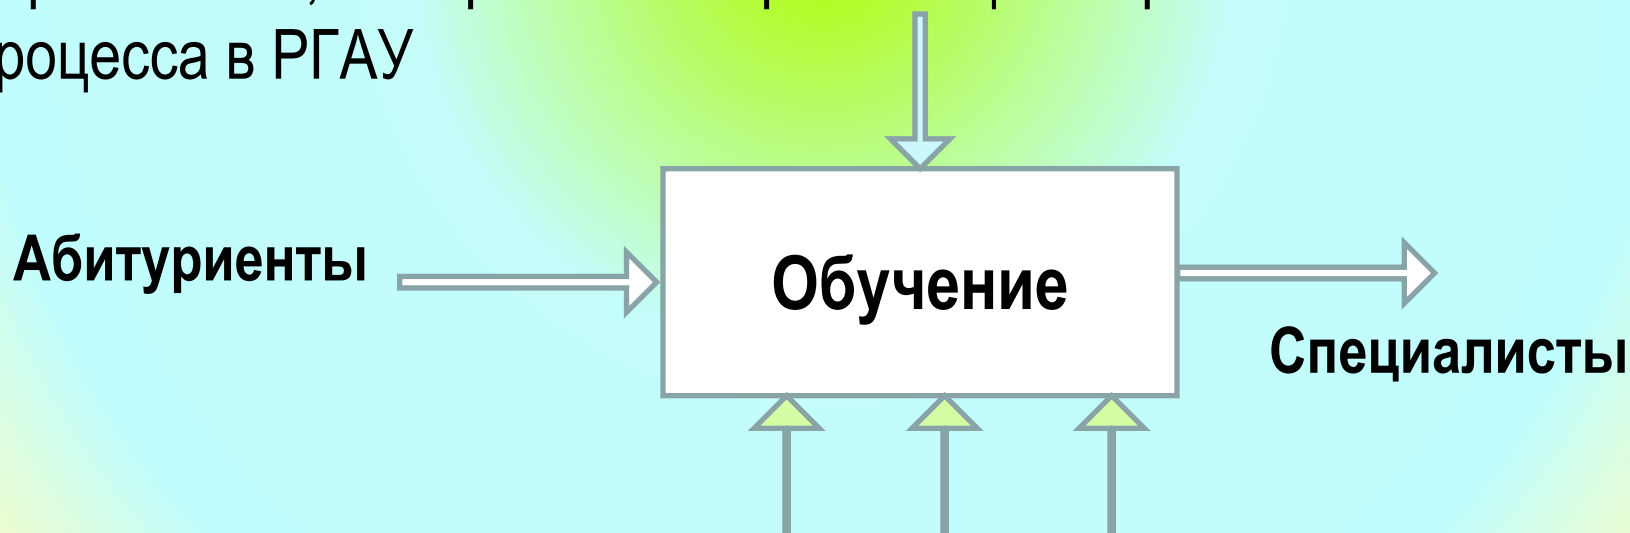 роцесса в РГАУ
Абитуриенты
Обучение
Специалисты